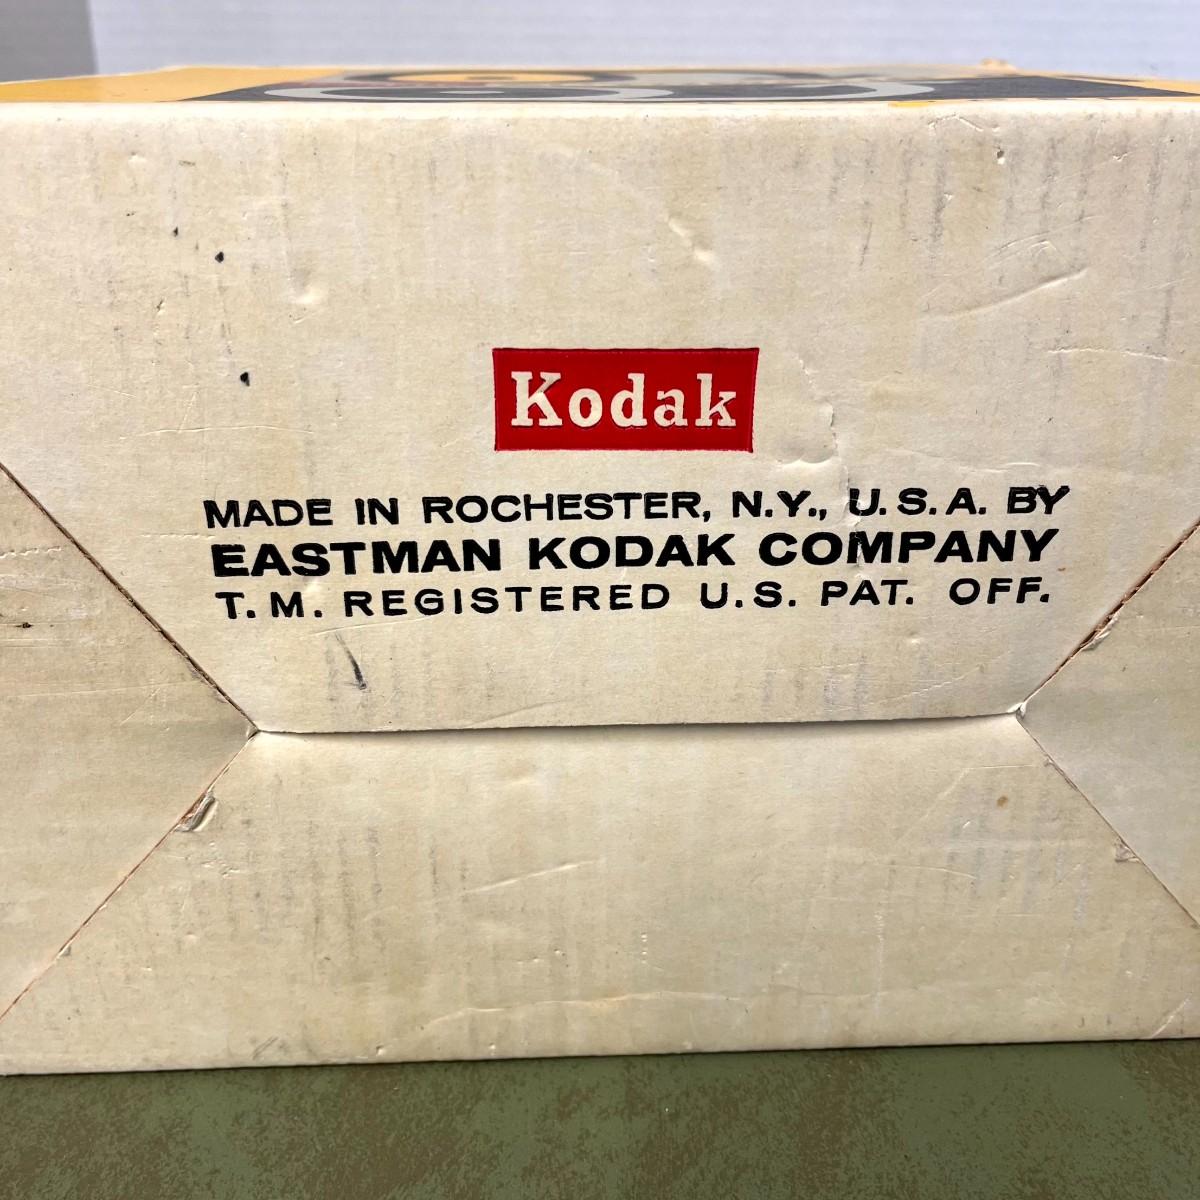 Kodak
MADE IN ROCHESTER, N.Y., U.S.A. BY
EASTMAN KODAK COMPANY
T.M. REGISTERED U.S. PAT. OFF.